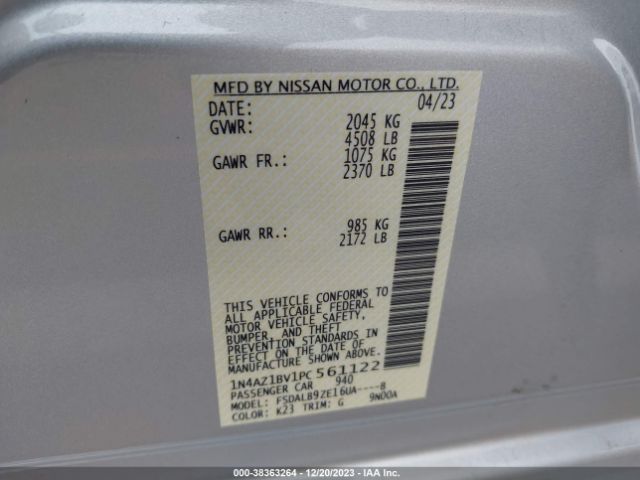 MFD BY NISSAN MOTOR CO., LTD.
DATE: 04/23
GVWR: 2045 KG
4508 LB
GAWR FR.: 1075 KG
2370 LB
GAWR RR.: 985 KG
2172 LB
THIS VEHICLE CONFORMS TO
ALL APPLICABLE FEDERAL
MOTOR VEHICLE SAFETY,
BUMPER, AND THEFT
PREVENTION STANDARDS IN
EFFECT ON THE DATE OF
MANUFACTURE SHOWN ABOVE.
1N4AZ1BV1PC561122
PASSENGER CAR 940
MODEL: FSDALB9ZE16UA----8
COLOR: K23 TRIM: G 9N00A
000-38363264 - 12/20/2023 - IAAI.COM